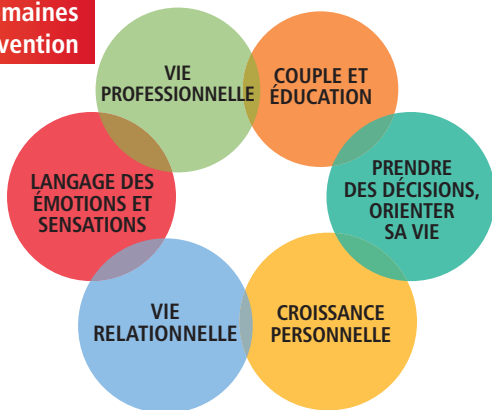 maines
vention
VIE
PROFESSIONNELLE
COUPLE ET
ÉDUCATION
PRENDRE
DES DÉCISIONS,
ORIENTER
SA VIE
CROISSANCE
PERSONNELLE
VIE
RELATIONNELLE
LANGAGE DES
ÉMOTIONS ET
SENSATIONS